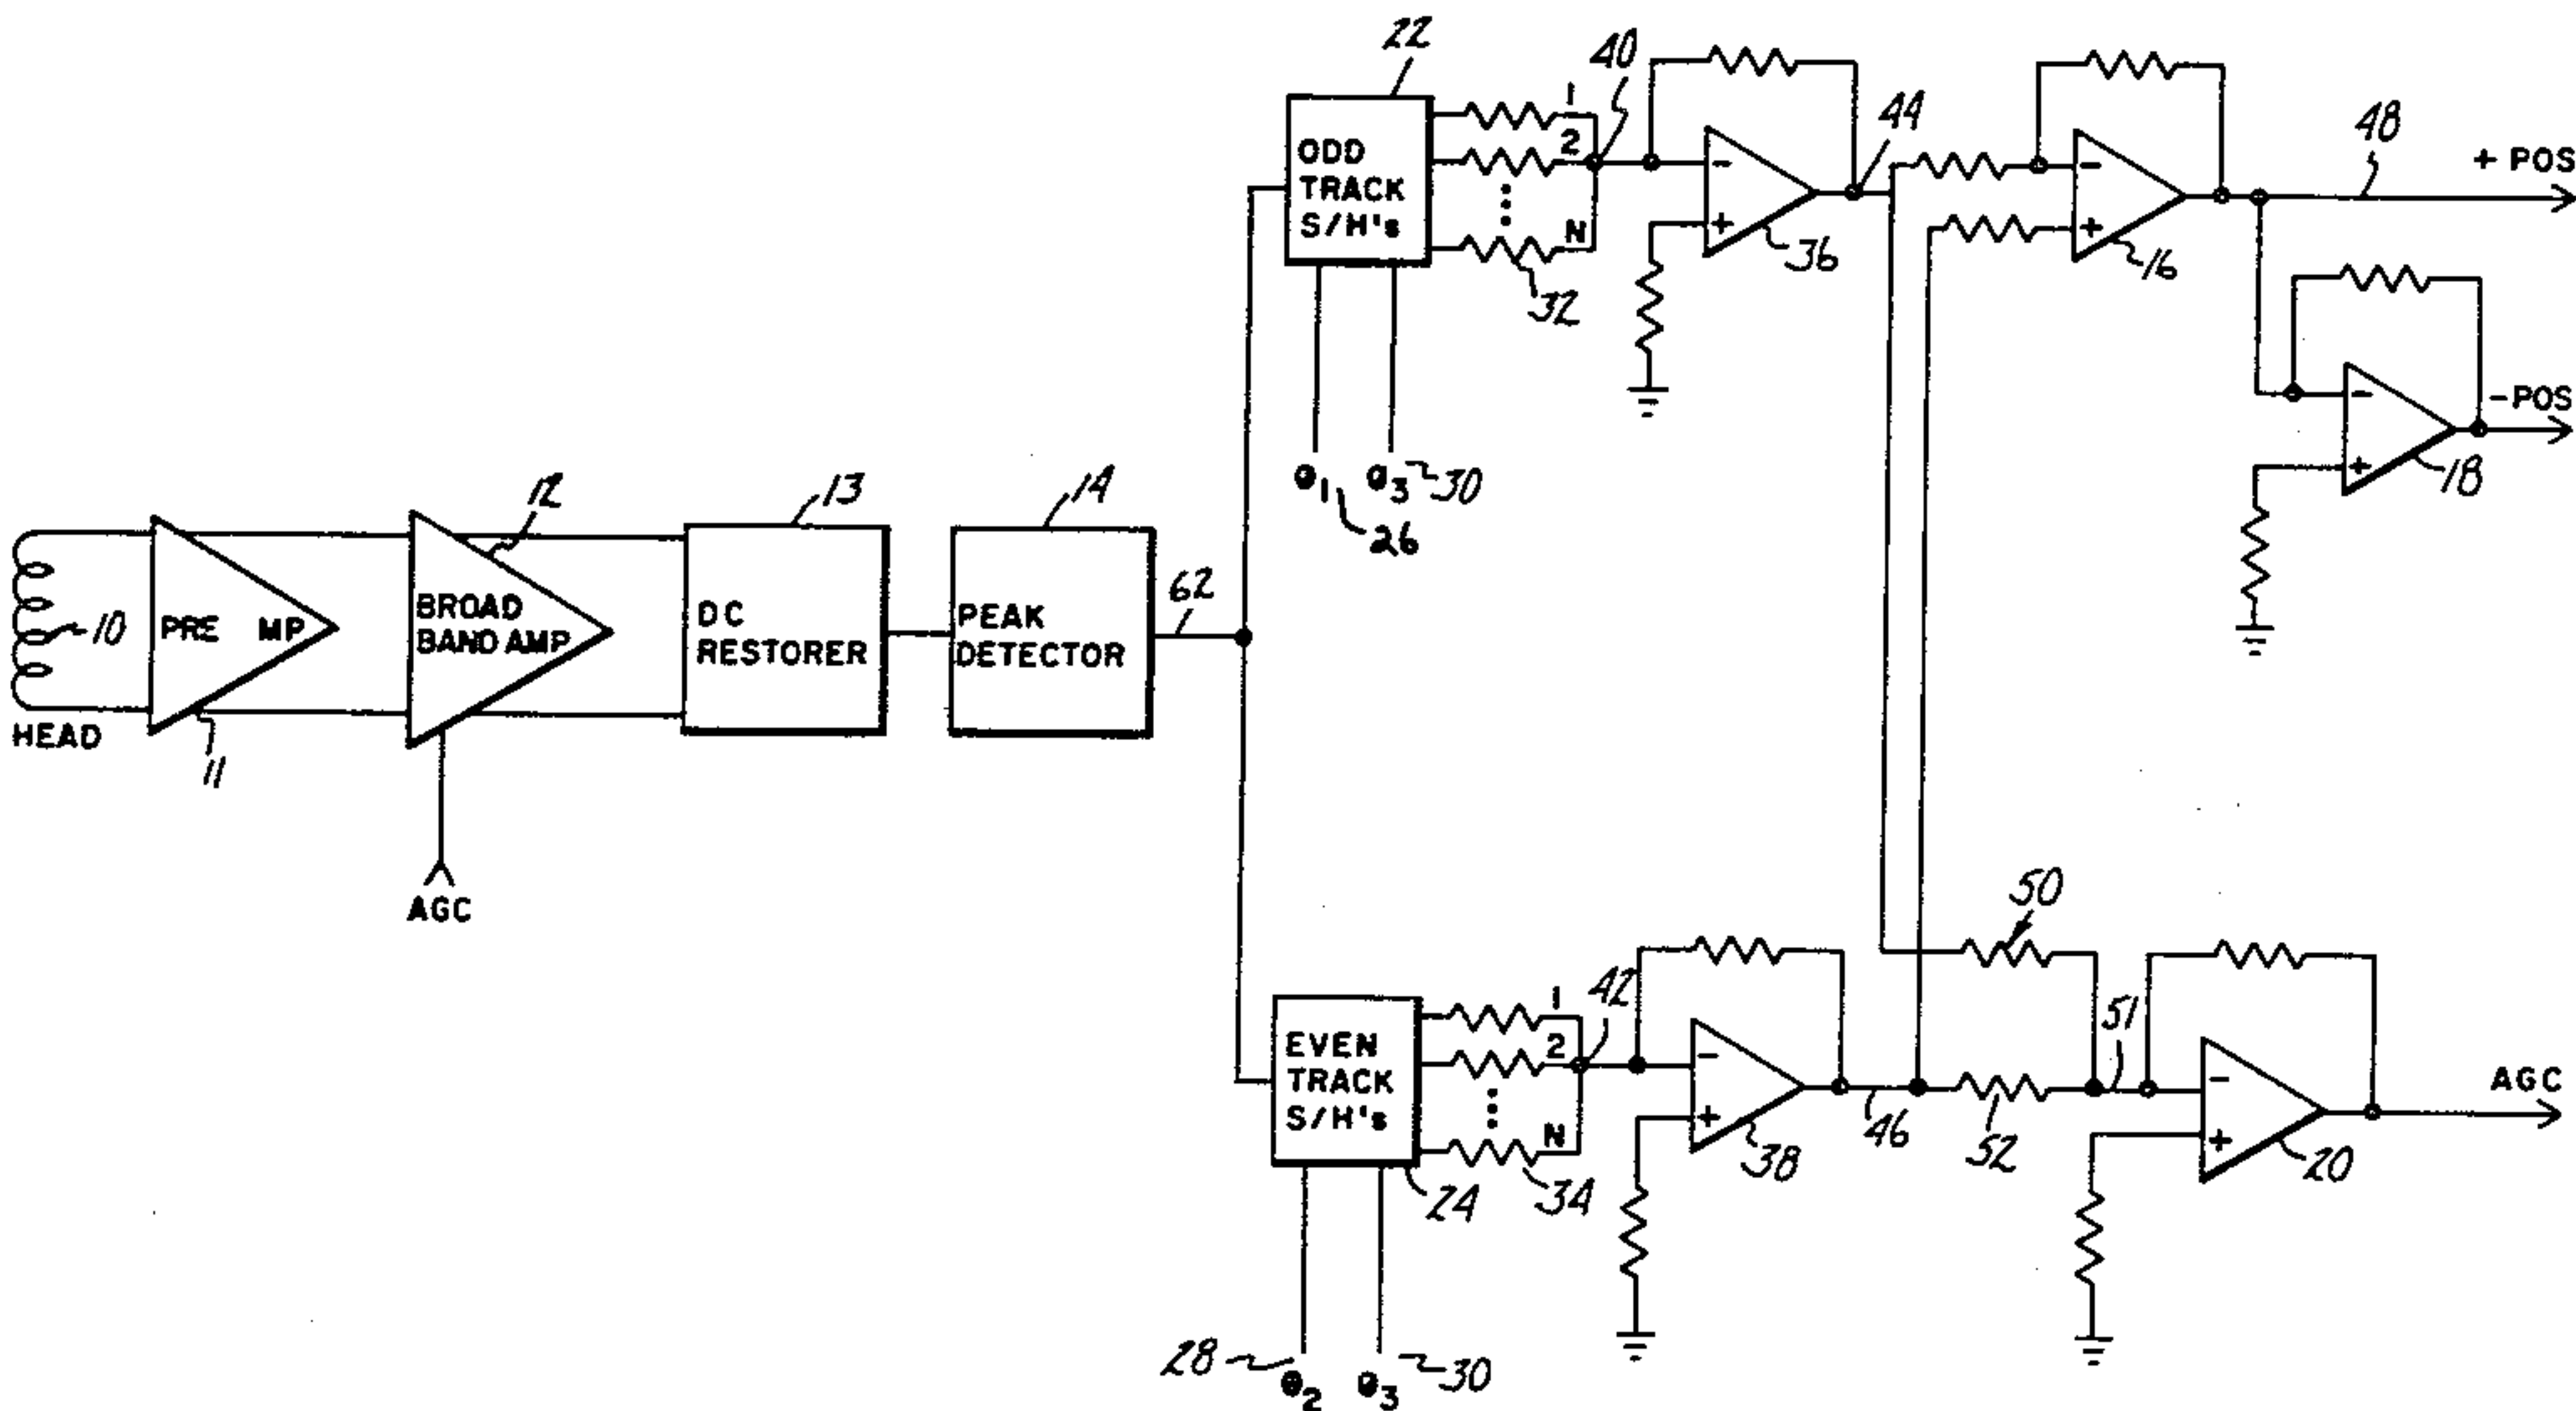 22
40
1
2
N
ODD
TRACK
S/H's
32
36
44
16
48
+ POS
- POS
18
Θ1 Θ3 30
26
10
HEAD
PRE MP
11
12
BROAD
BAND AMP
AGC
13
DC
RESTORER
14
PEAK
DETECTOR
62
50
42
1
2
N
EVEN
TRACK
S/H's
24
34
38
46
52
51
20
AGC
28 Θ2 Θ3 30
- +
- +
- +
- +
- +